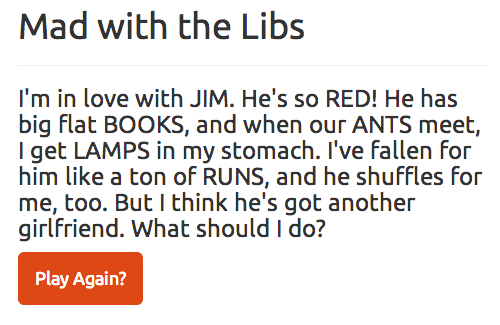 Mad with the Libs
I'm in love with JIM. He's so RED! He has
big flat BOOKS, and when our ANTS meet,
I get LAMPS in my stomach. I've fallen for
him like a ton of RUNS, and he shuffles for
me, too. But I think he's got another
girlfriend. What should I do?
Play Again?